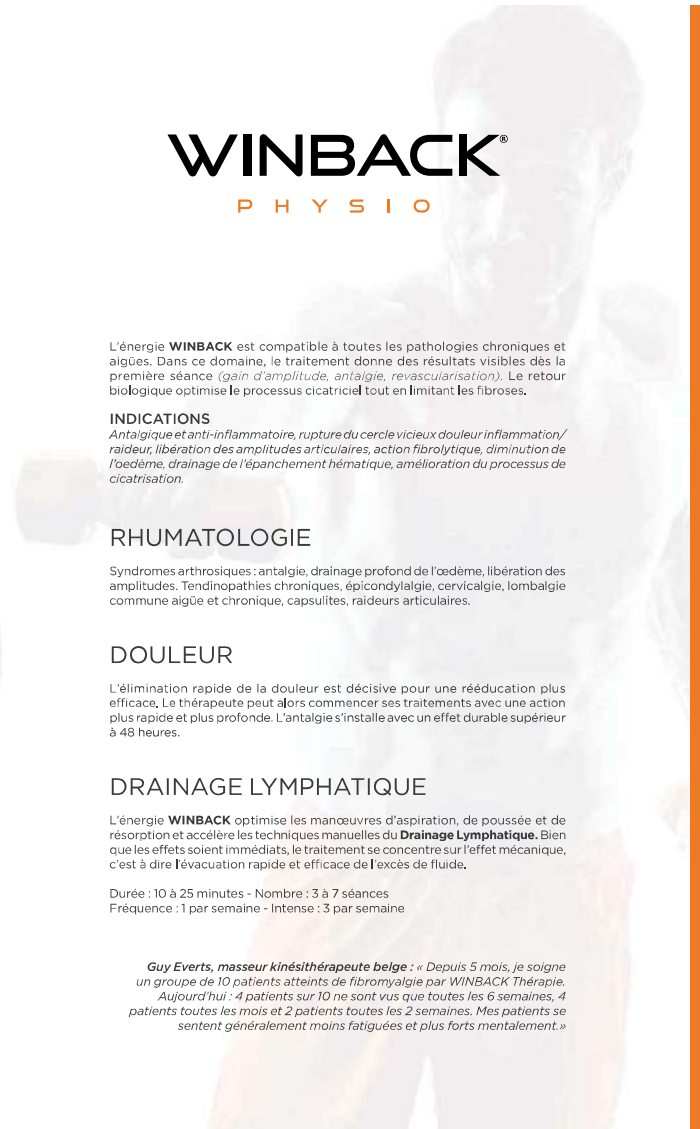 WINBACK®
PHYSIO
L'énergie WINBACK est compatible à toutes les pathologies chroniques et
aigües. Dans ce domaine, le traitement donne des résultats visibles dès la
première séance (gain d'amplitude, antalgie, revascularisation). Le retour
biologique optimise le processus cicatriciel tout en limitant les fibroses.
INDICATIONS
Antalgique et anti-inflammatoire, rupture du cercle vicieux douleur inflammation/
raideur, libération des amplitudes articulaires, action fibrolytique, diminution de
l'oedème, drainage de l'épanchement hématique, amélioration du processus de
cicatrisation.
RHUMATOLOGIE
Syndromes arthrosiques : antalgie, drainage profond de l'œdème, libération des
amplitudes. Tendinopathies chroniques, épicondylalgie, cervicalgie, lombalgie
commune aigüe et chronique, capsulites, raideurs articulaires.
DOULEUR
L'élimination rapide de la douleur est décisive pour une rééducation plus
efficace. Le thérapeute peut alors commencer ses traitements avec une action
plus rapide et plus profonde. L'antalgie s'installe avec un effet durable supérieur
à 48 heures.
DRAINAGE LYMPHATIQUE
L'énergie WINBACK optimise les manœuvres d'aspiration, de poussée et de
résorption et accélère les techniques manuelles du Drainage Lymphatique. Bien
que les effets soient immédiats, le traitement se concentre sur l'effet mécanique,
c'est à dire l'évacuation rapide et efficace de l'excès de fluide.
Durée : 10 à 25 minutes - Nombre : 3 à 7 séances
Fréquence : 1 par semaine - Intense : 3 par semaine
Guy Everts, masseur kinésithérapeute belge : « Depuis 5 mois, je soigne
un groupe de 10 patients atteints de fibromyalgie par WINBACK Thérapie.
Aujourd'hui : 4 patients sur 10 ne sont vus que toutes les 6 semaines, 4
patients toutes les mois et 2 patients toutes les 2 semaines. Mes patients se
sentent généralement moins fatiguées et plus forts mentalement.»